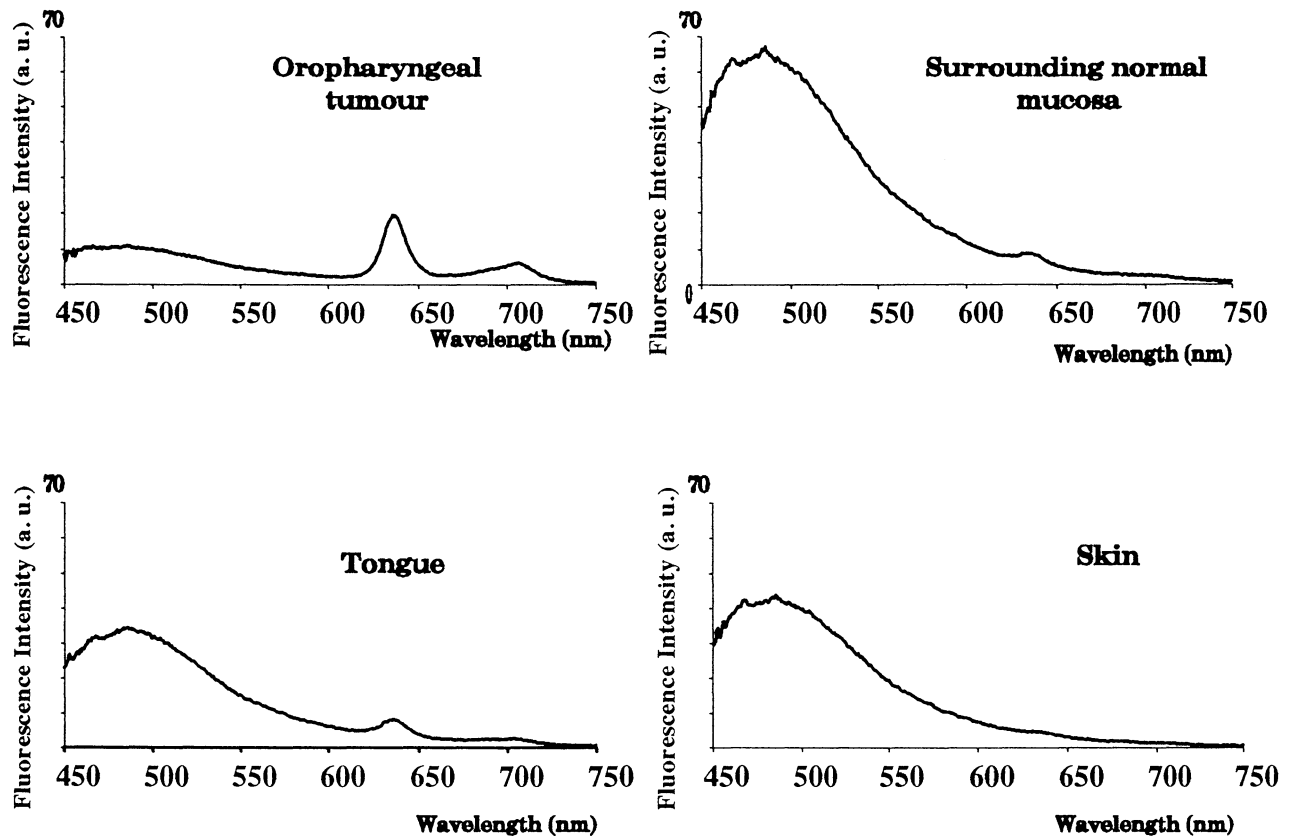 70
Fluorescence Intensity (a. u.)
Oropharyngeal
tumour
450 500 550 600 650 700 750
Wavelength (nm)
70
Fluorescence Intensity (a. u.)
Surrounding normal
mucosa
0
450 500 550 600 650 700 750
Wavelength (nm)
70
Fluorescence Intensity (a. u.)
Tongue
450 500 550 600 650 700 750
Wavelength (nm)
70
Fluorescence Intensity (a. u.)
Skin
450 500 550 600 650 700 750
Wavelength (nm)